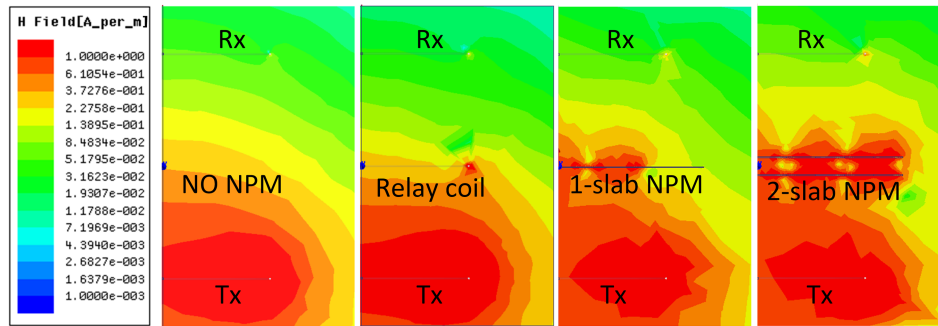 H Field[A_per_m]
1.0000e+000
6.1054e-001
3.7276e-001
2.2758e-001
1.3895e-001
8.4834e-002
5.1795e-002
3.1623e-002
1.9307e-002
1.1788e-002
7.1969e-003
4.3940e-003
2.6827e-003
1.6379e-003
1.0000e-003
Rx
NO NPM
Tx
Rx
Relay coil
Tx
Rx
1-slab NPM
Tx
Rx
2-slab NPM
Tx